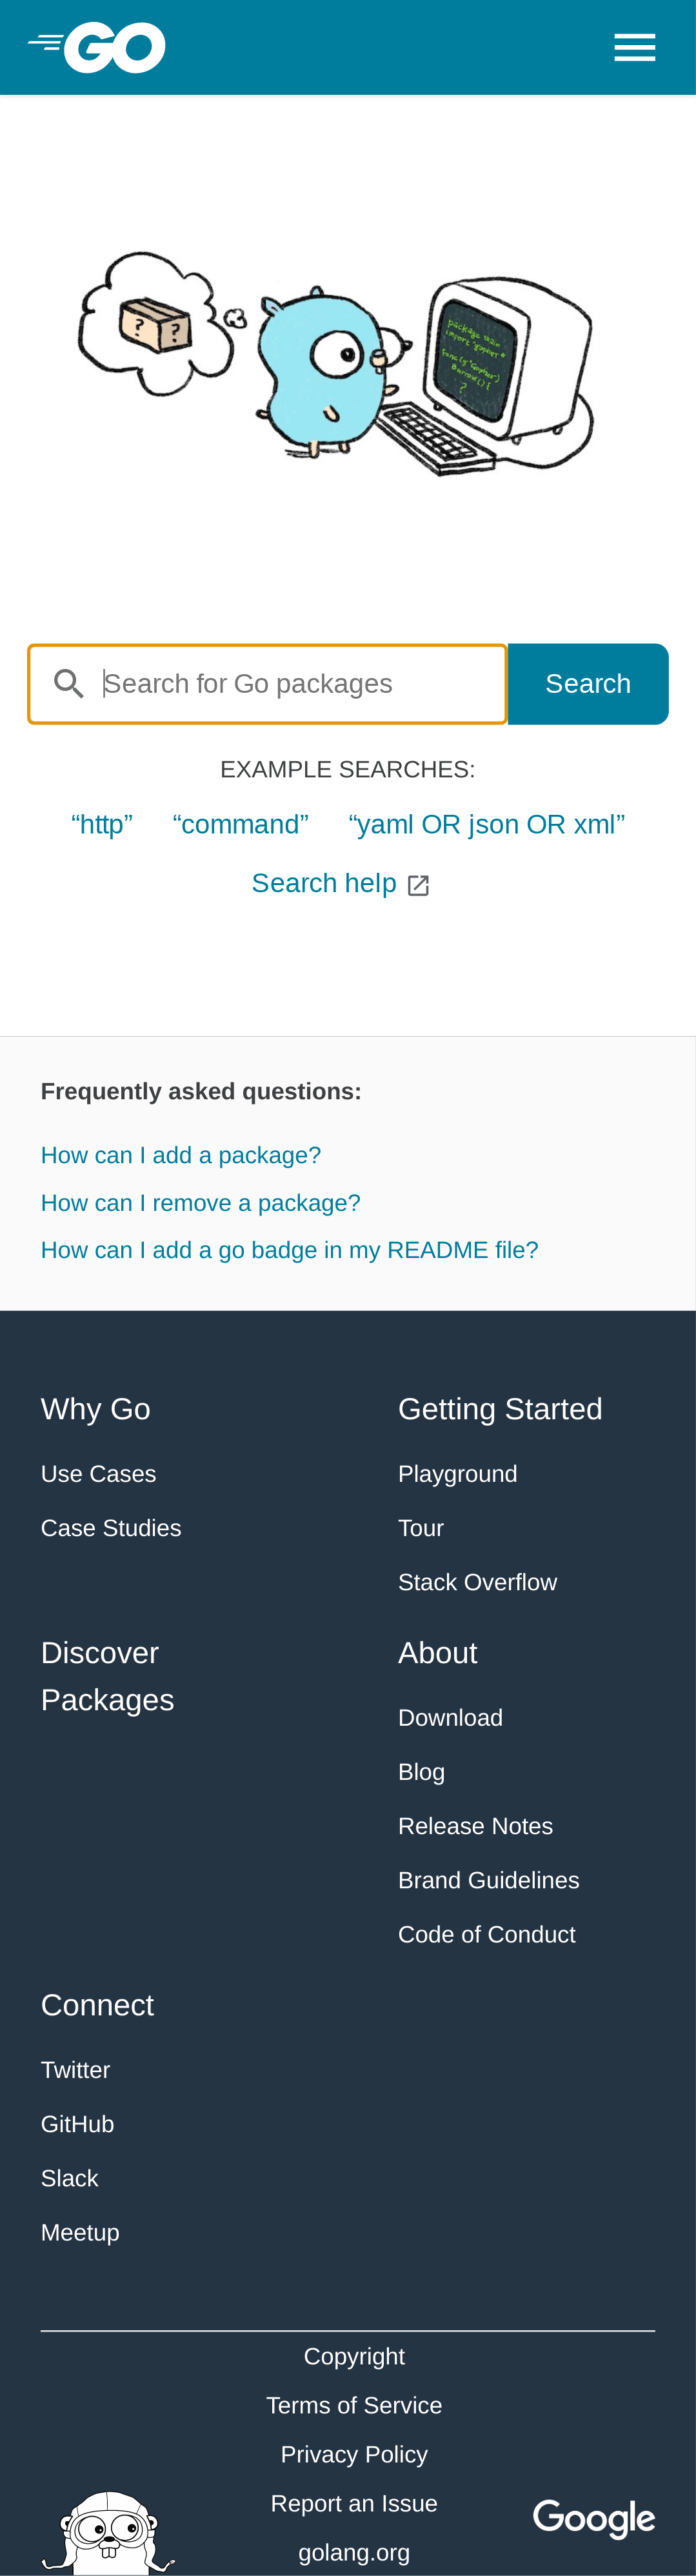 GO
? ?
package main
import "gopher"
func (g *Gopher)
Burrow() {
?
Search for Go packages
Search
EXAMPLE SEARCHES:
“http” “command” “yaml OR json OR xml”
Search help
Frequently asked questions:
How can I add a package?
How can I remove a package?
How can I add a go badge in my README file?
Why Go
Use Cases
Case Studies
Getting Started
Playground
Tour
Stack Overflow
Discover
Packages
About
Download
Blog
Release Notes
Brand Guidelines
Code of Conduct
Connect
Twitter
GitHub
Slack
Meetup
Copyright
Terms of Service
Privacy Policy
Report an Issue
golang.org
Google